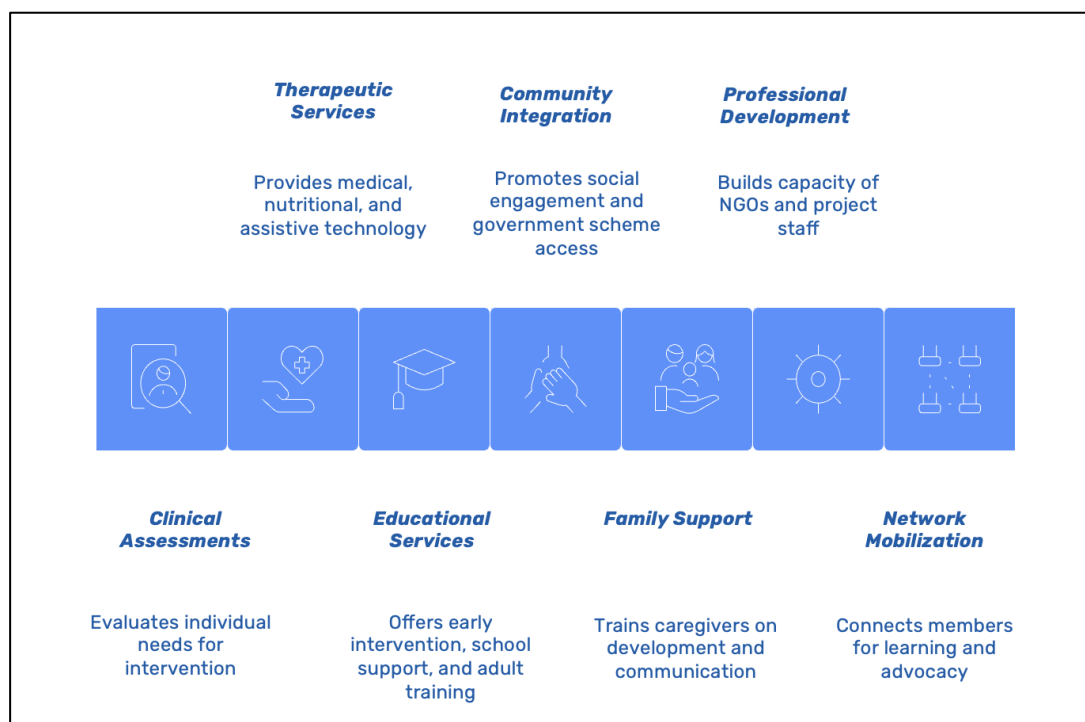 Therapeutic
Services
Provides medical,
nutritional, and
assistive technology
Community
Integration
Promotes social
engagement and
government scheme
access
Professional
Development
Builds capacity of
NGOs and project
staff
Clinical
Assessments
Evaluates individual
needs for
intervention
Educational
Services
Offers early
intervention, school
support, and adult
training
Family Support
Trains caregivers on
development and
communication
Network
Mobilization
Connects members
for learning and
advocacy